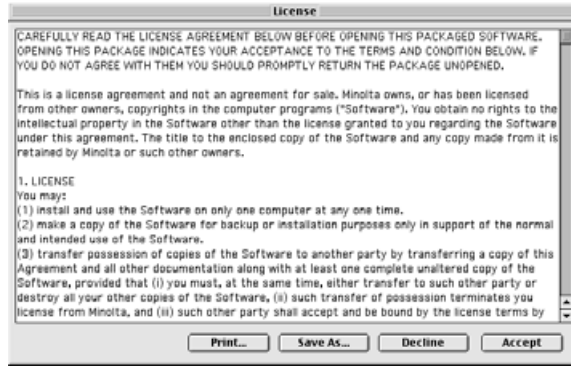 License
CAREFULLY READ THE LICENSE AGREEMENT BELOW BEFORE OPENING THIS PACKAGED SOFTWARE.
OPENING THIS PACKAGE INDICATES YOUR ACCEPTANCE TO THE TERMS AND CONDITION BELOW. IF
YOU DO NOT AGREE WITH THEM YOU SHOULD PROMPTLY RETURN THE PACKAGE UNOPENED.
This is a license agreement and not an agreement for sale. Minolta owns, or has been licensed
from other owners, copyrights in the computer programs ("Software"). You obtain no rights to the
intellectual property in the Software other than the license granted to you regarding the Software
under this agreement. The title to the enclosed copy of the Software and any copy made from it is
retained by Minolta or such other owners.
1. LICENSE
You may:
(1) install and use the Software on only one computer at any one time.
(2) make a copy of the Software for backup or installation purposes only in support of the normal
and intended use of the Software.
(3) transfer possession of copies of the Software to another party by transferring a copy of this
Agreement and all other documentation along with at least one complete unaltered copy of the
Software, provided that (i) you must, at the same time, either transfer to such other party or
destroy all your other copies of the Software, (ii) such transfer of possession terminates you
license from Minolta, and (iii) such other party shall accept and be bound by the license terms by
Print... Save As... Decline Accept